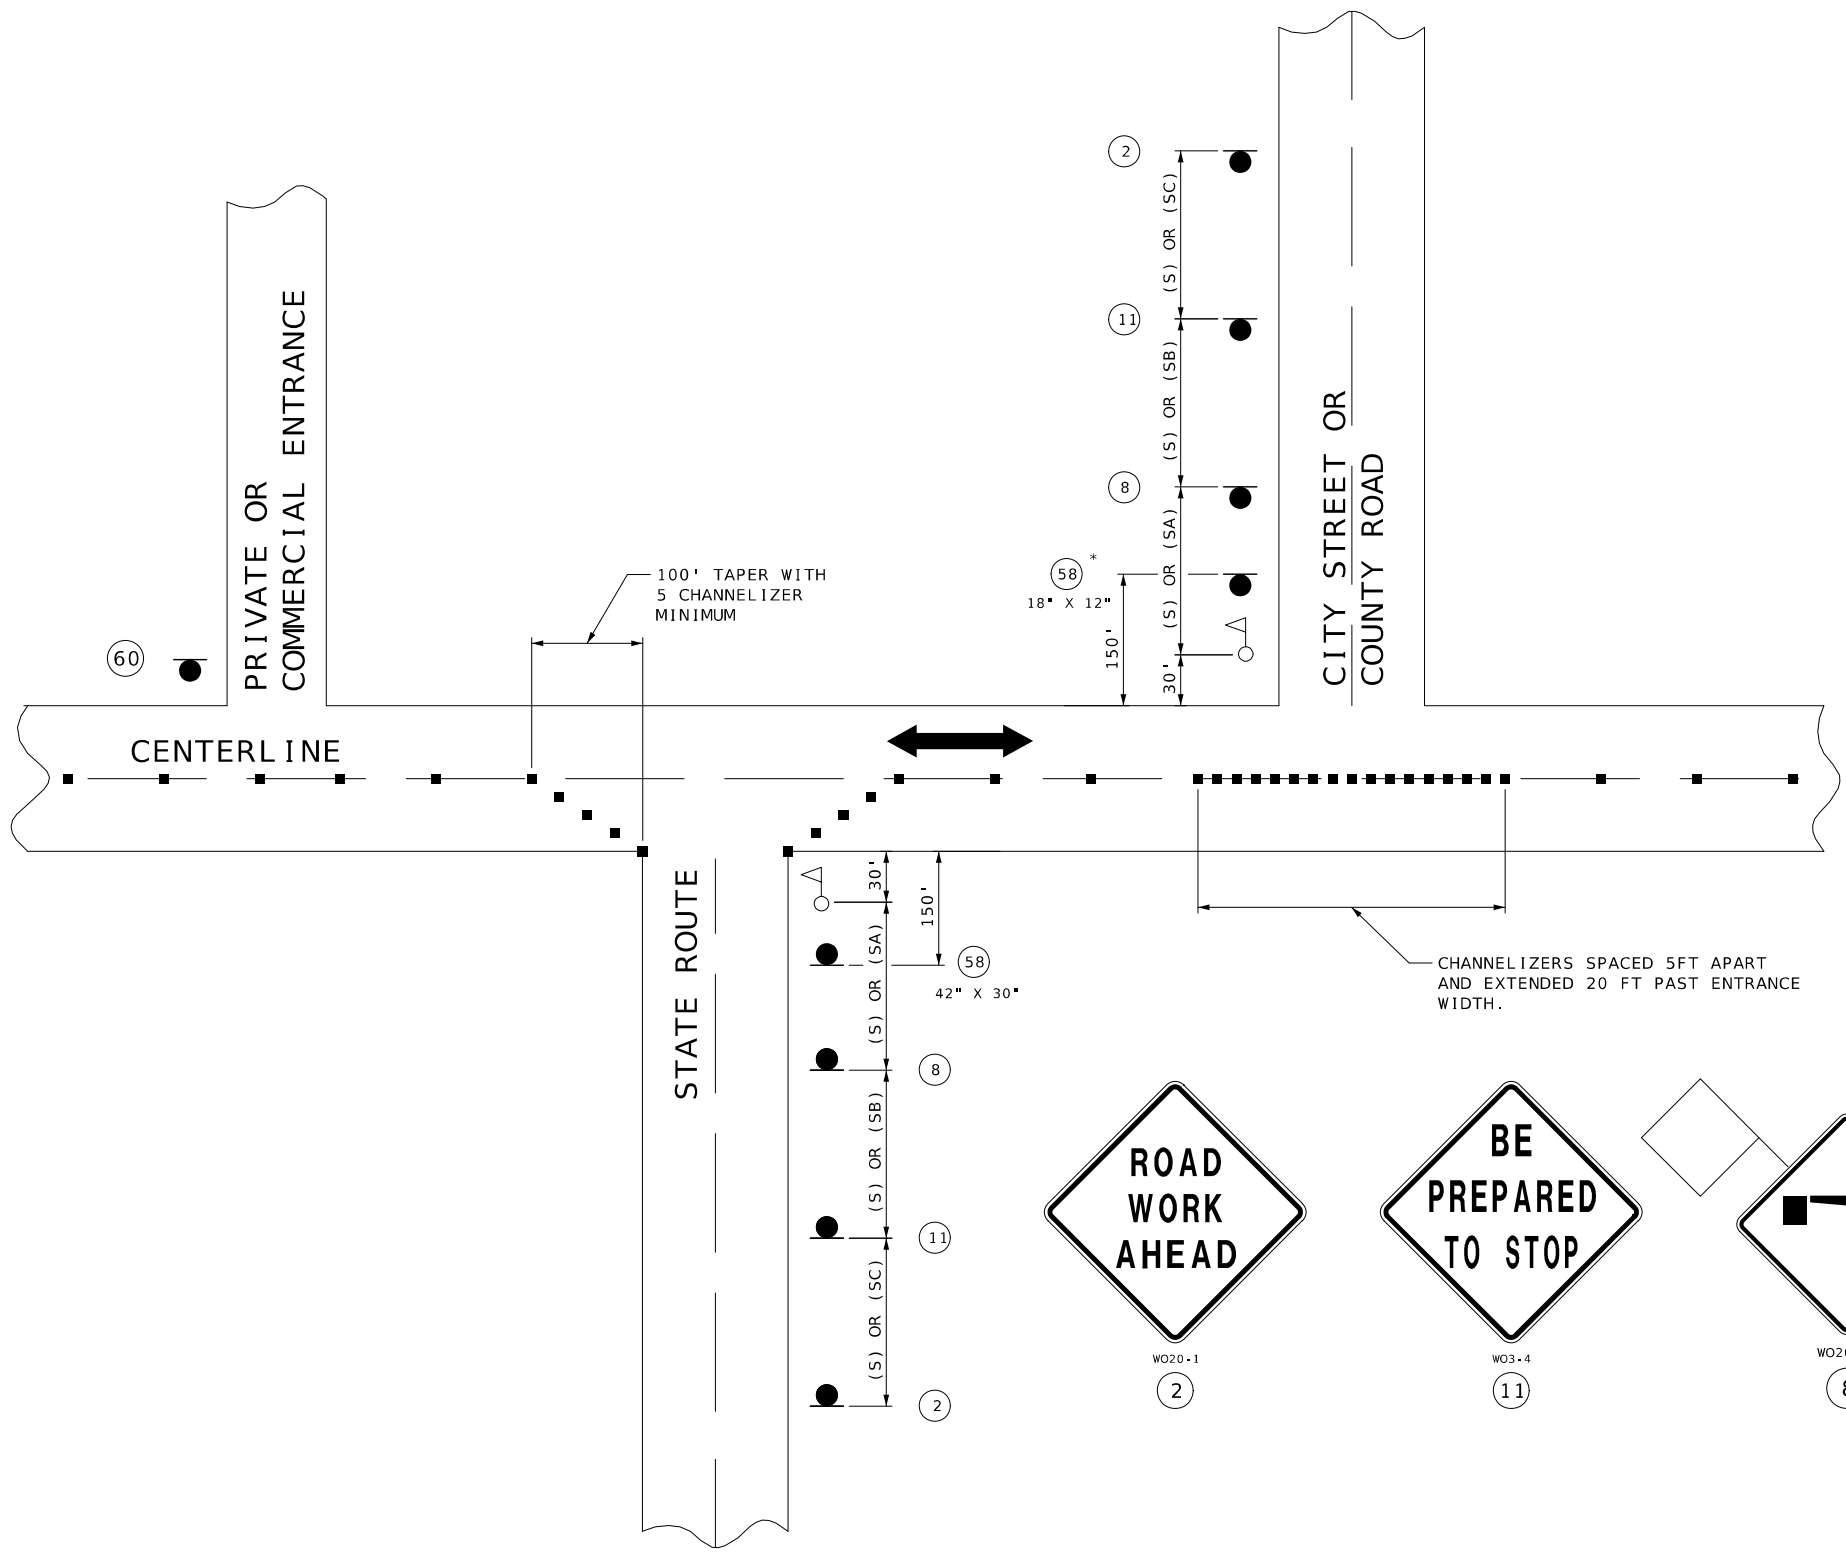 2
(S) OR (SC)
11
(S) OR (SB)
8
(S) OR (SA)
58 *
18" X 12"
150'
30'
CITY STREET OR
COUNTY ROAD
PRIVATE OR
COMMERCIAL ENTRANCE
100' TAPER WITH
5 CHANNELIZER
MINIMUM
60
CENTERLINE
STATE ROUTE
30'
150'
(S) OR (SA)
58
42" X 30"
8
(S) OR (SB)
11
(S) OR (SC)
2
CHANNELIZERS SPACED 5FT APART
AND EXTENDED 20 FT PAST ENTRANCE
WIDTH.
ROAD
WORK
AHEAD
WO20-1
2
BE
PREPARED
TO STOP
WO3-4
11